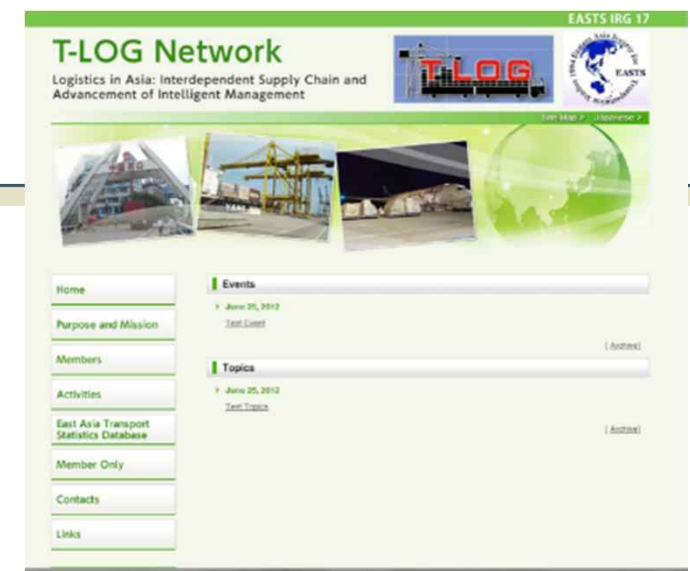 EASTS IRG 17
T-LOG Network
Logistics in Asia: Interdependent Supply Chain and
Advancement of Intelligent Management
T-LOG
EASTS
Site Map > Japanese >
Home
Purpose and Mission
Members
Activities
East Asia Transport
Statistics Database
Member Only
Contacts
Links
Events
June 25, 2012
Test Event
[ Archive]
Topics
June 25, 2012
Test Topics
[ Archive]